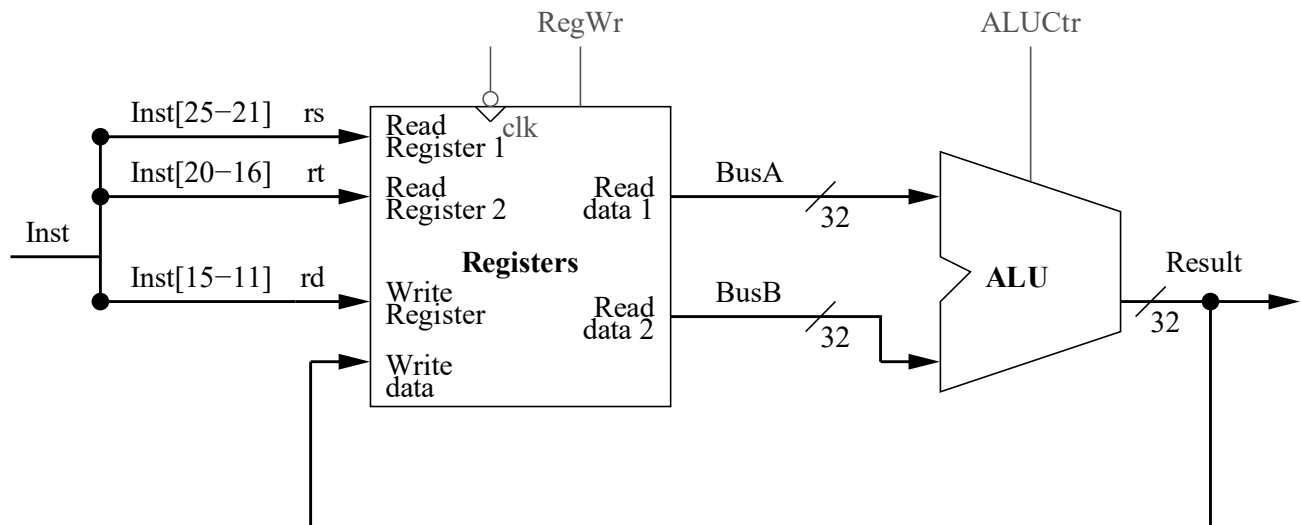 RegWr
ALUCtr
Inst[25−21] rs
Read
Register 1
clk
Inst[20−16] rt
Read
Register 2
Read
data 1
BusA
32
Inst
Registers
Inst[15−11] rd
Write
Register
Read
data 2
BusB
32
ALU
Result
32
Write
data